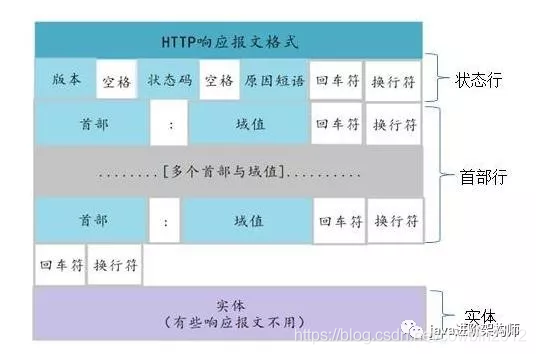 HTTP响应报文格式
版本 空格 状态码 空格 原因短语 回车符 换行符 状态行
首部 : 域值 回车符 换行符
........[多个首部与域值].......... 首部行
首部 : 域值 回车符 换行符
回车符 换行符
实体
(有些响应报文不用) 实体
java进阶架构师